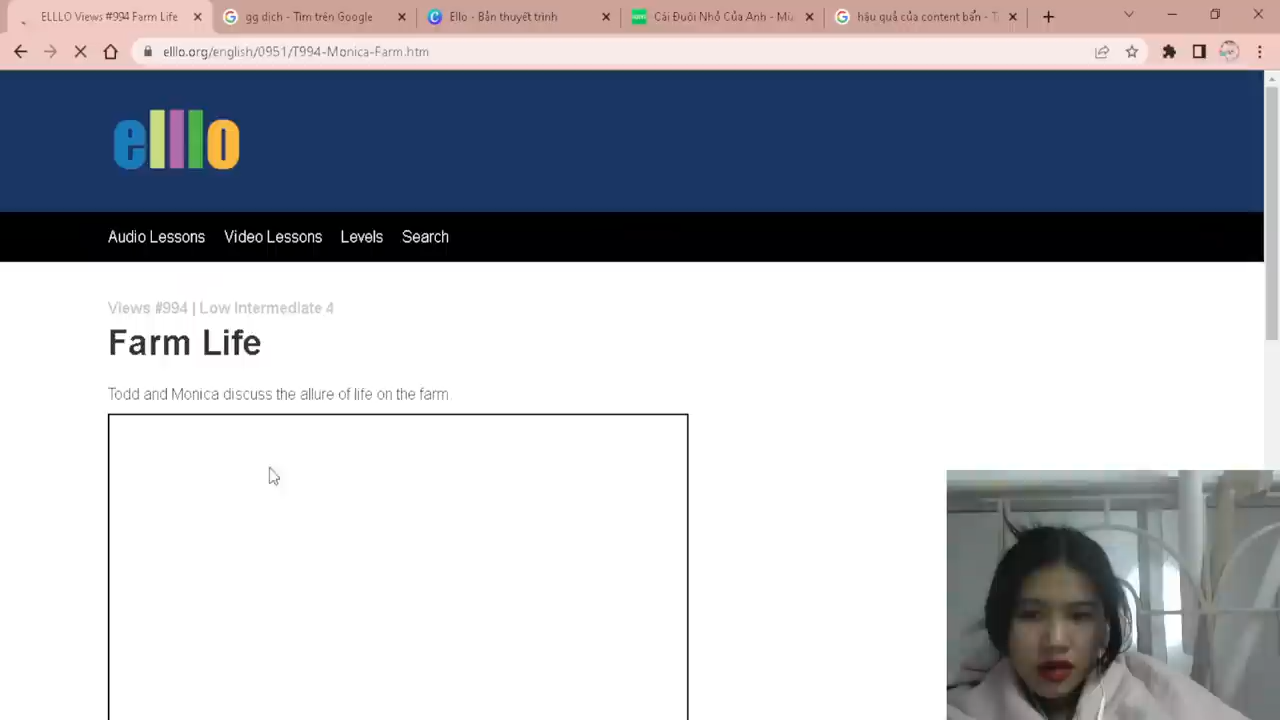 ELLLO Views #994 Farm Life
gg dịch - Tìm trên Google
Ello - Bản thuyết trình
Cái Đuôi Nhỏ Của Anh - Mù
hậu quả của content bẩn - T
elllo.org/english/0951/T994-Monica-Farm.htm
elllo
Audio Lessons Video Lessons Levels Search
Views #994 | Low Intermediate 4
Farm Life
Todd and Monica discuss the allure of life on the farm.